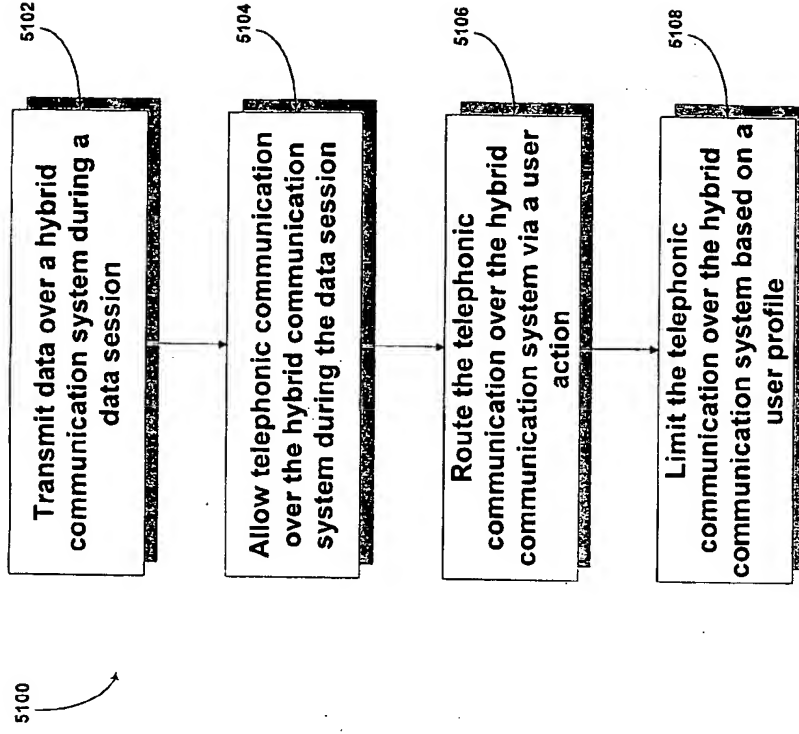 5100
Transmit data over a hybrid
communication system during a
data session
5102
Allow telephonic communication
over the hybrid communication
system during the data session
5104
Route the telephonic
communication over the hybrid
communication system via a user
action
5106
Limit the telephonic
communication over the hybrid
communication system based on a
user profile
5108